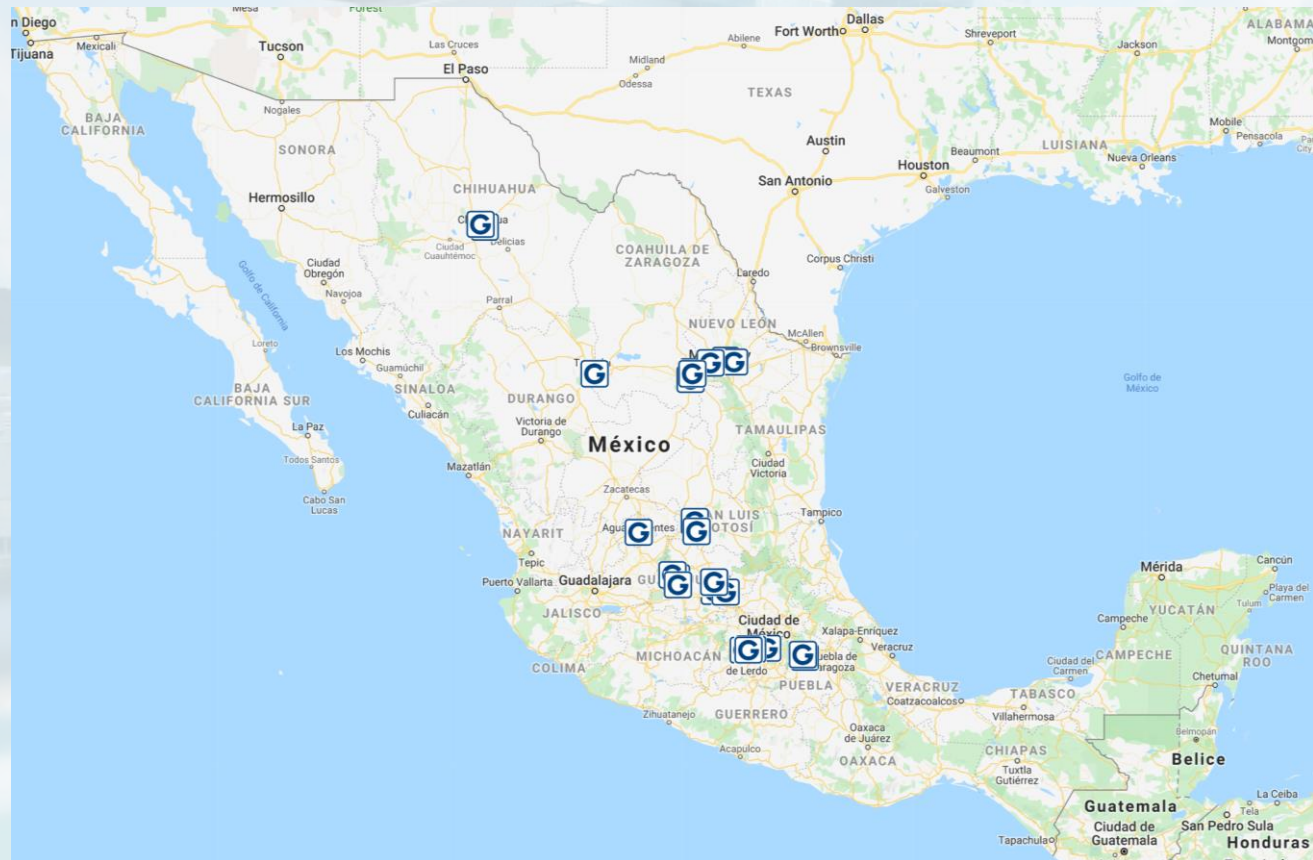 n Diego
Tijuana
Mexicali
BAJA
CALIFORNIA
Tucson
Nogales
SONORA
Hermosillo
Las Cruces
El Paso
Forest
Mesa
Abilene
Midland
Odessa
TEXAS
Fort Worth
Dallas
Shreveport
Jackson
ALABAMA
Montgom
Mobile
Pensacola
LUISIANA
Nueva Orleans
Beaumont
Houston
Galveston
Austin
San Antonio
Corpus Christi
Laredo
McAllen
Brownsville
CHIHUAHUA
G
Delicias
Ciudad
Cuauhtémoc
COAHUILA DE
ZARAGOZA
Ciudad
Obregón
Navojoa
Golfo de California
Parral
NUEVO LEÓN
G
G
G
G
Loreto
Los Mochis
Guamúchil
SINALOA
Culiacán
BAJA
CALIFORNIA SUR
La Paz
Todos Santos
Cabo San
Lucas
DURANGO
Victoria de
Durango
México
TAMAULIPAS
Ciudad
Victoria
Golfo de
México
Mazatlán
Zacatecas
G
G
Tampico
NAYARIT
Tepic
Puerto Vallarta
Guadalajara
JALISCO
G
G
G
COLIMA
MICHOACÁN
Ciudad de
México
G
G
G
de Lerdo
Xalapa-Enríquez
Veracruz
PUEBLA
VERACRUZ
Coatzacoalcos
Zihuatanejo
GUERRERO
Acapulco
Oaxaca
de Juárez
OAXACA
TABASCO
Villahermosa
CHIAPAS
Tuxtla
Gutiérrez
Tapachula
Mérida
YUCATÁN
Cancún
Playa del
Carmen
Tulum
Campeche
CAMPECHE
QUINTANA
ROO
Chetumal
Ciudad del
Carmen
Belmopán
Belice
Guatemala
Ciudad de
Guatemala
La Ceiba
Tela
San Pedro Sula
Honduras